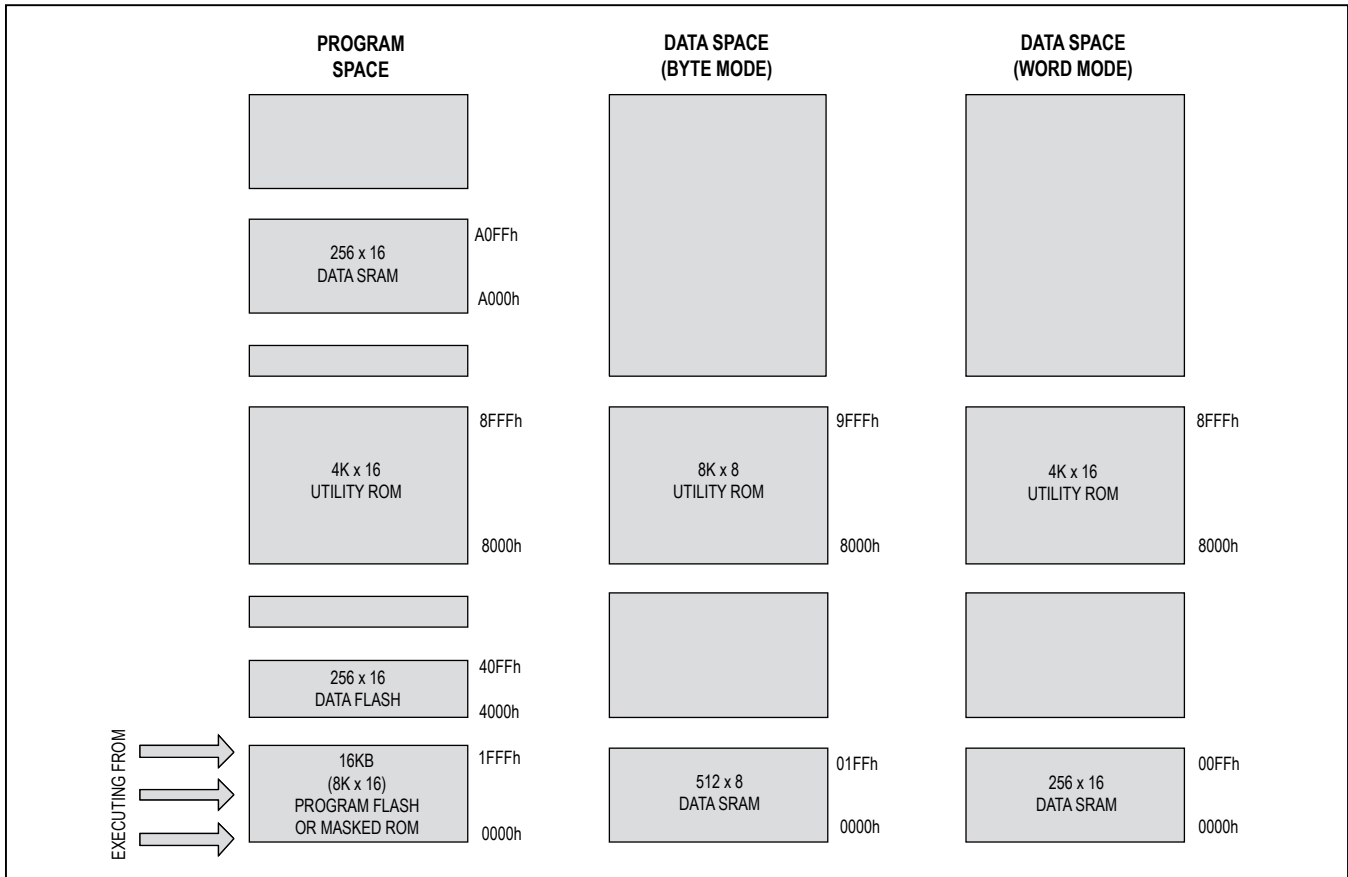 PROGRAM
SPACE
DATA SPACE
(BYTE MODE)
DATA SPACE
(WORD MODE)
A0FFh
256 x 16
DATA SRAM
A000h
8FFFh
4K x 16
UTILITY ROM
8000h
9FFFh
8K x 8
UTILITY ROM
8000h
8FFFh
4K x 16
UTILITY ROM
8000h
40FFh
256 x 16
DATA FLASH
4000h
EXECUTING FROM
1FFFh
16KB
(8K x 16)
PROGRAM FLASH
OR MASKED ROM
0000h
01FFh
512 x 8
DATA SRAM
0000h
00FFh
256 x 16
DATA SRAM
0000h